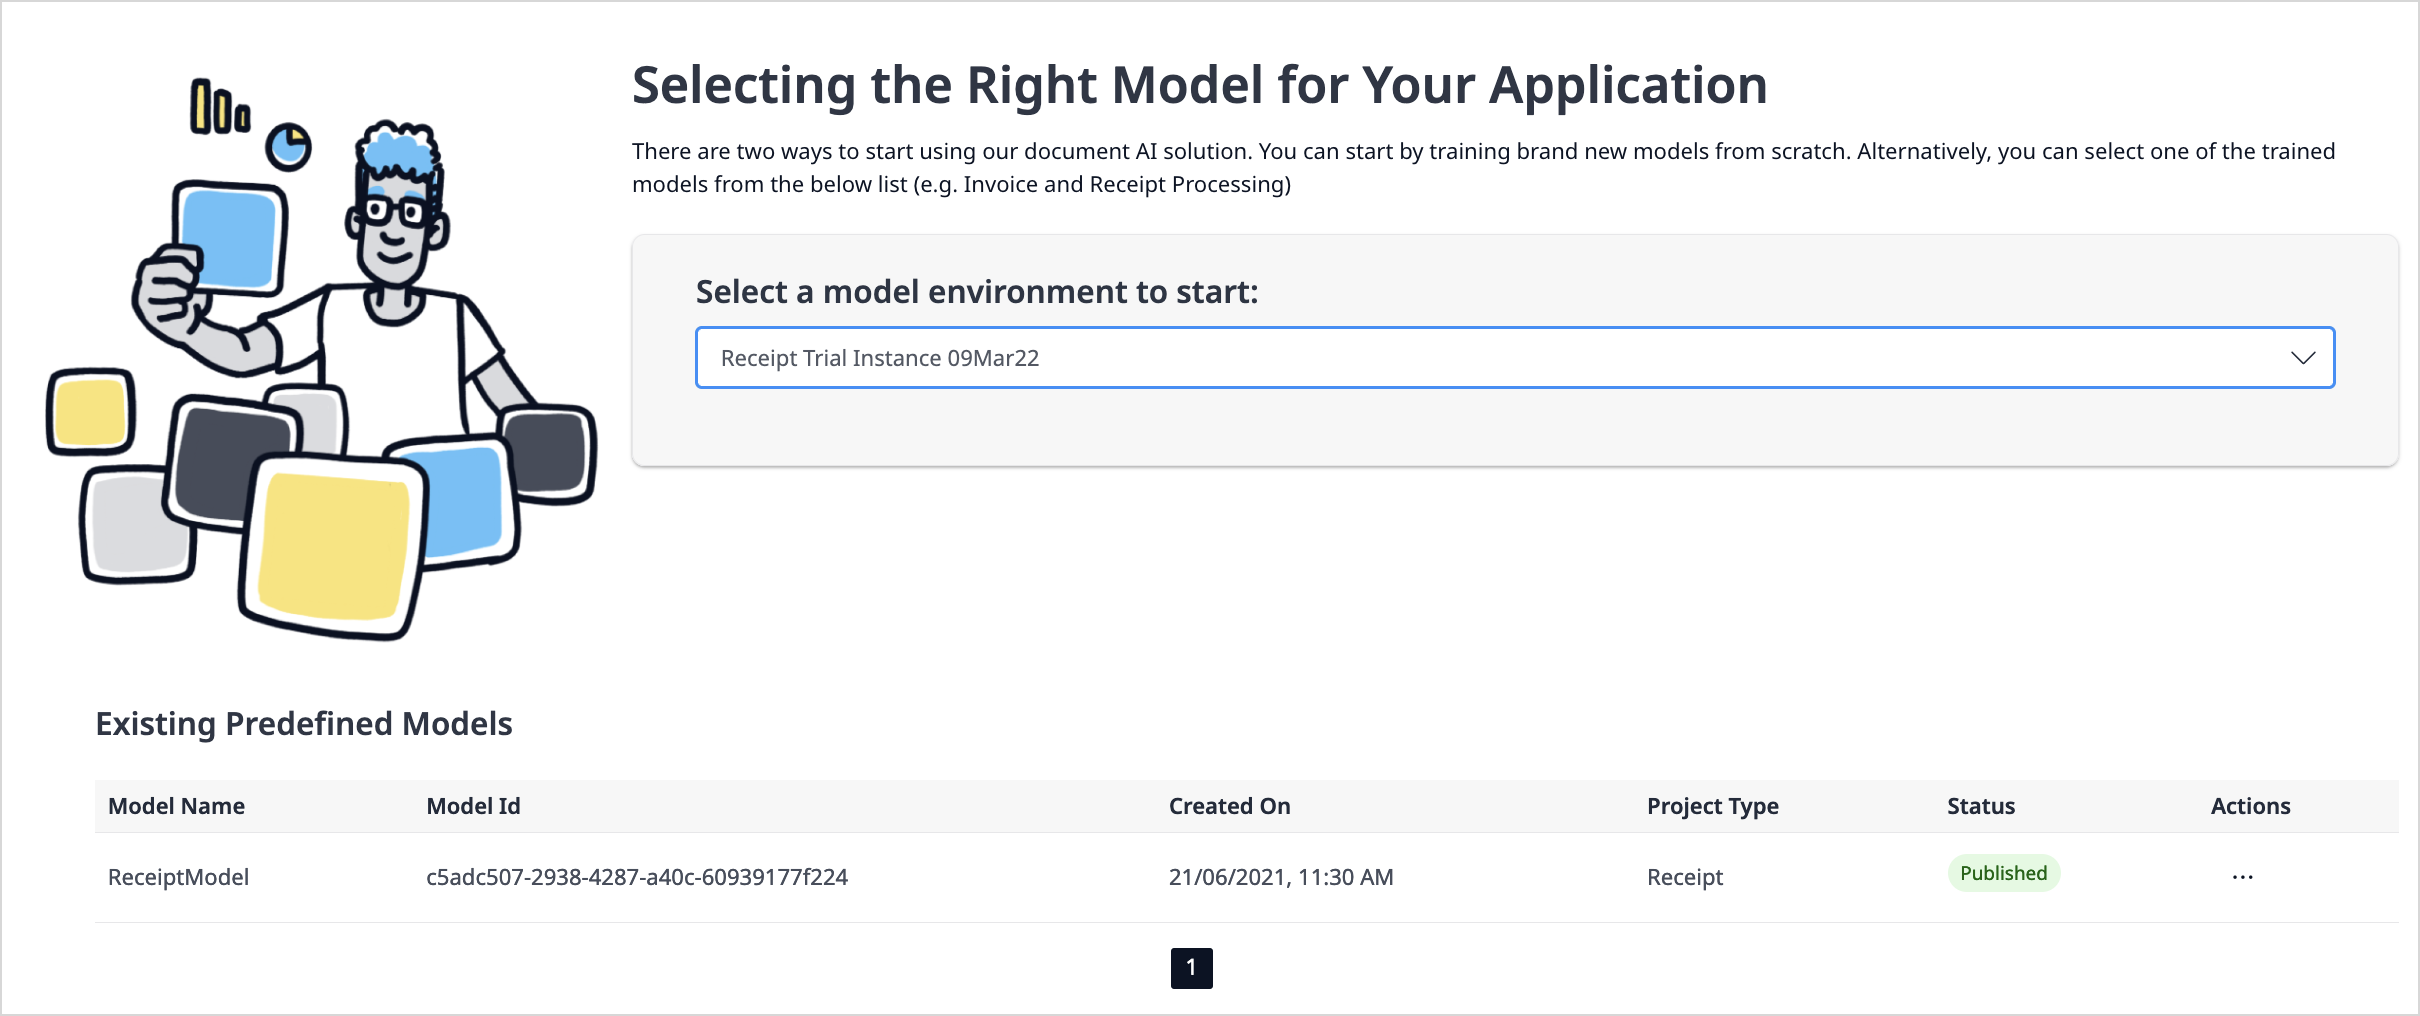 Selecting the Right Model for Your Application
There are two ways to start using our document AI solution. You can start by training brand new models from scratch. Alternatively, you can select one of the trained
models from the below list (e.g. Invoice and Receipt Processing)
Select a model environment to start:
Receipt Trial Instance 09Mar22
Existing Predefined Models
Model Name Model Id Created On Project Type Status Actions
ReceiptModel c5adc507-2938-4287-a40c-60939177f224 21/06/2021, 11:30 AM Receipt Published ...
1